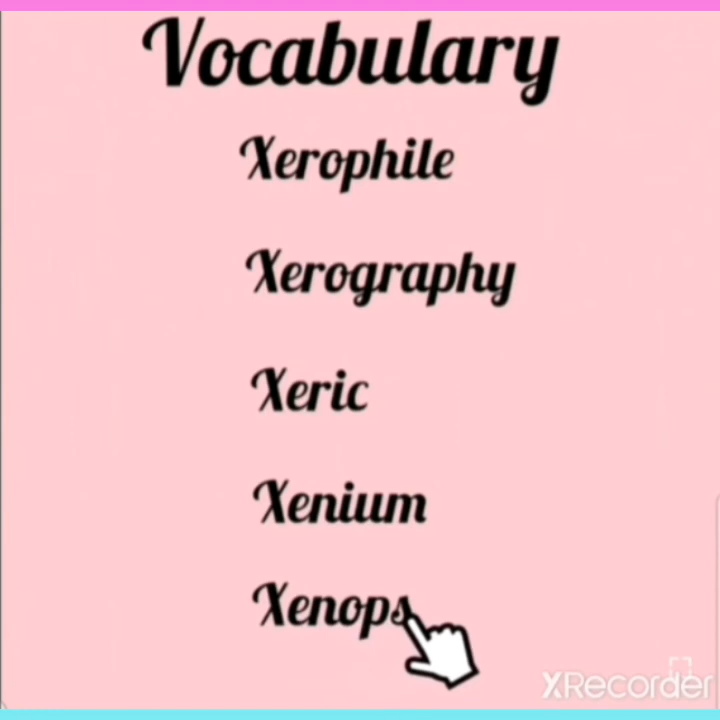 Vocabulary
Xerophile
Xerography
Xeric
Xenium
Xenops
XRecorder